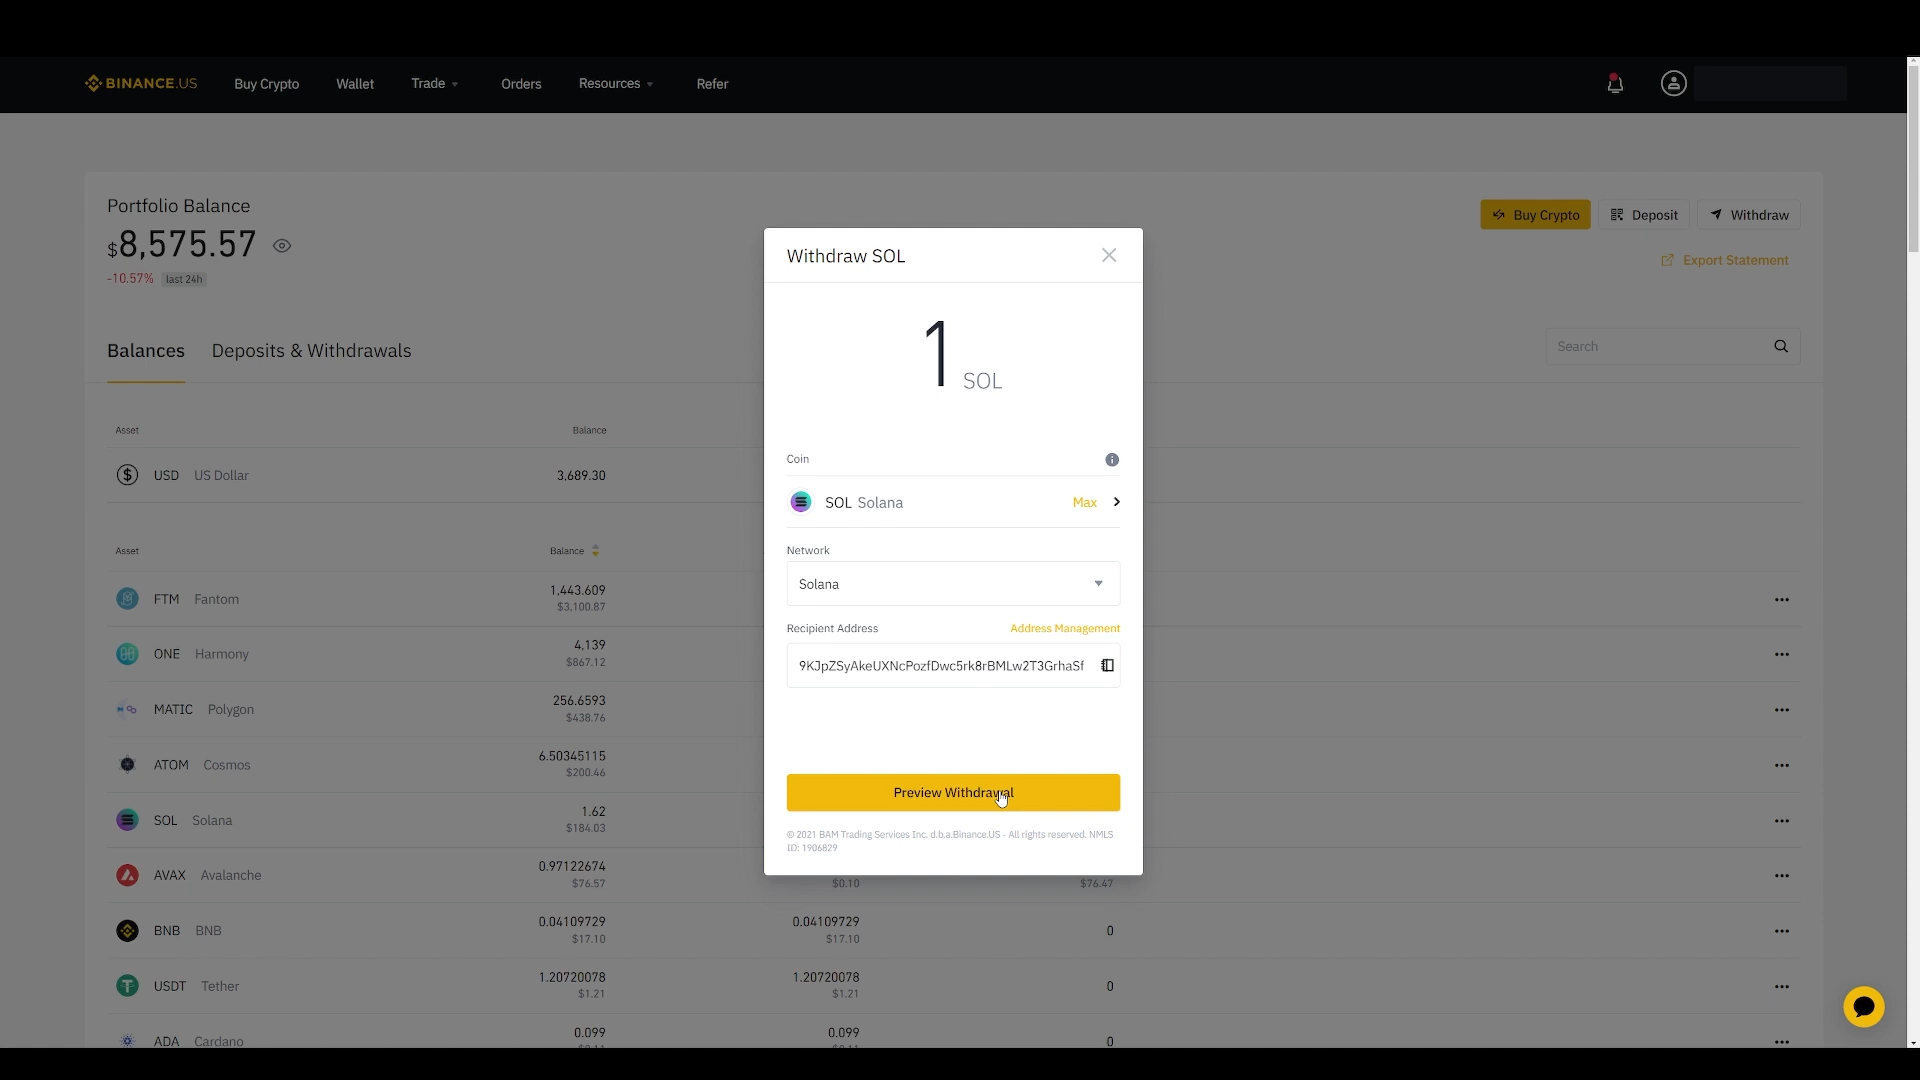 BINANCE.US Buy Crypto Wallet Trade Orders Resources Refer
Portfolio Balance
$8,575.57
-10.57% last 24h
Buy Crypto Deposit Withdraw
Export Statement
Balances Deposits & Withdrawals
Search
Asset Balance
USD US Dollar 3,689.30
Asset Balance
FTM Fantom 1,443.609
$3,100.87
ONE Harmony 4,139
$867.12
MATIC Polygon 256.6593
$438.76
ATOM Cosmos 6.50345115
$200.46
SOL Solana 1.62
$184.03
AVAX Avalanche 0.97122674
$76.57 $0.10 $76.47
BNB BNB 0.04109729 0.04109729 0
$17.10 $17.10
USDT Tether 1.20720078 1.20720078 0
$1.21 $1.21
ADA Cardano 0.099 0.099 0
Withdraw SOL
1 SOL
Coin
SOL Solana Max
Network
Solana
Recipient Address Address Management
9KJpZSyAkeUXNcPozfDwc5rk8rBMLw2T3GrhaSf
Preview Withdrawal
© 2021 BAM Trading Services Inc. d.b.a.Binance.US - All rights reserved. NMLS
ID: 1906829